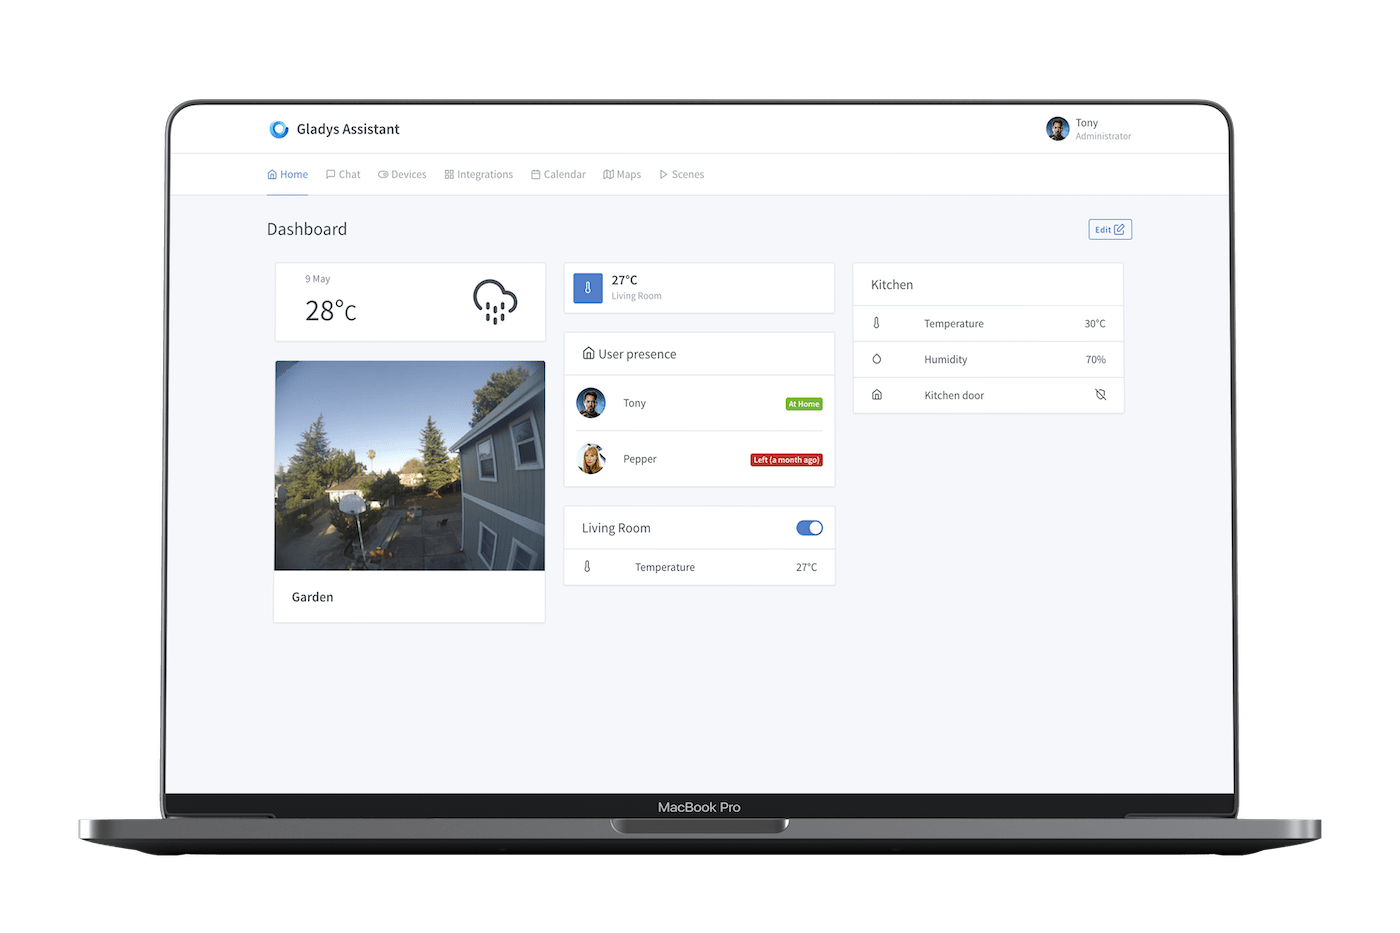 Gladys Assistant
Tony
Administrator
Home Chat Devices Integrations Calendar Maps Scenes
Dashboard
Edit
9 May
28°C
Garden
27°C
Living Room
User presence
Tony
At Home
Pepper
Left (a month ago)
Living Room
Temperature 27°C
Kitchen
Temperature 30°C
Humidity 70%
Kitchen door
MacBook Pro